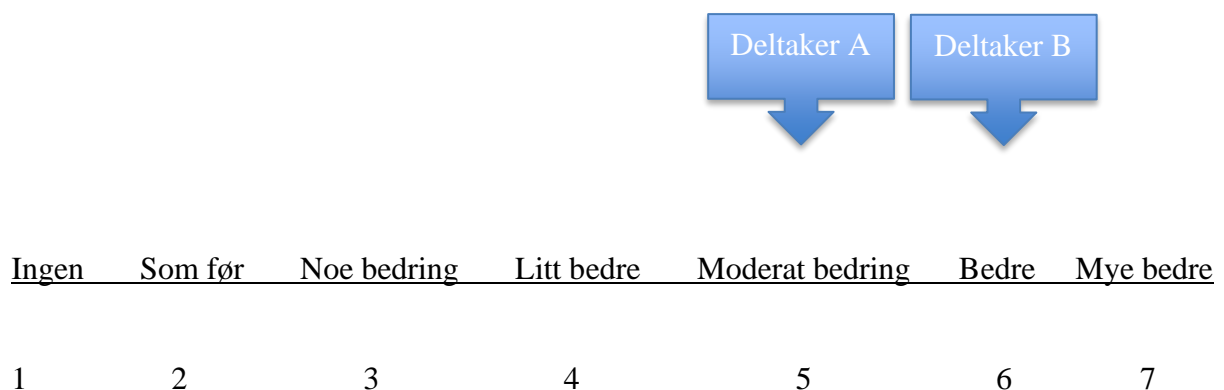 Deltaker A Deltaker B
Ingen Som før Noe bedring Litt bedre Moderat bedring Bedre Mye bedre
1 2 3 4 5 6 7